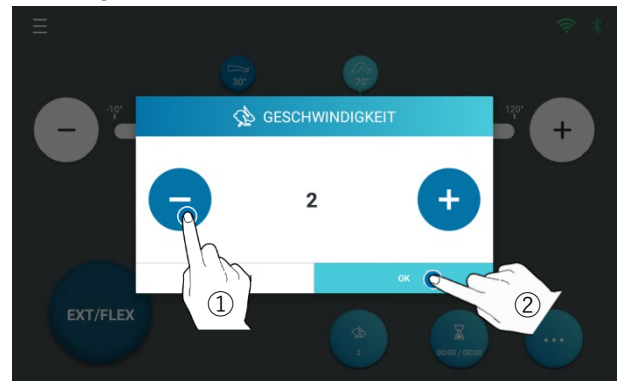 30°
70°
-10°
120°
GESCHWINDIGKEIT
2
OK
①
②
EXT/FLEX
2
00:00 / 00:00